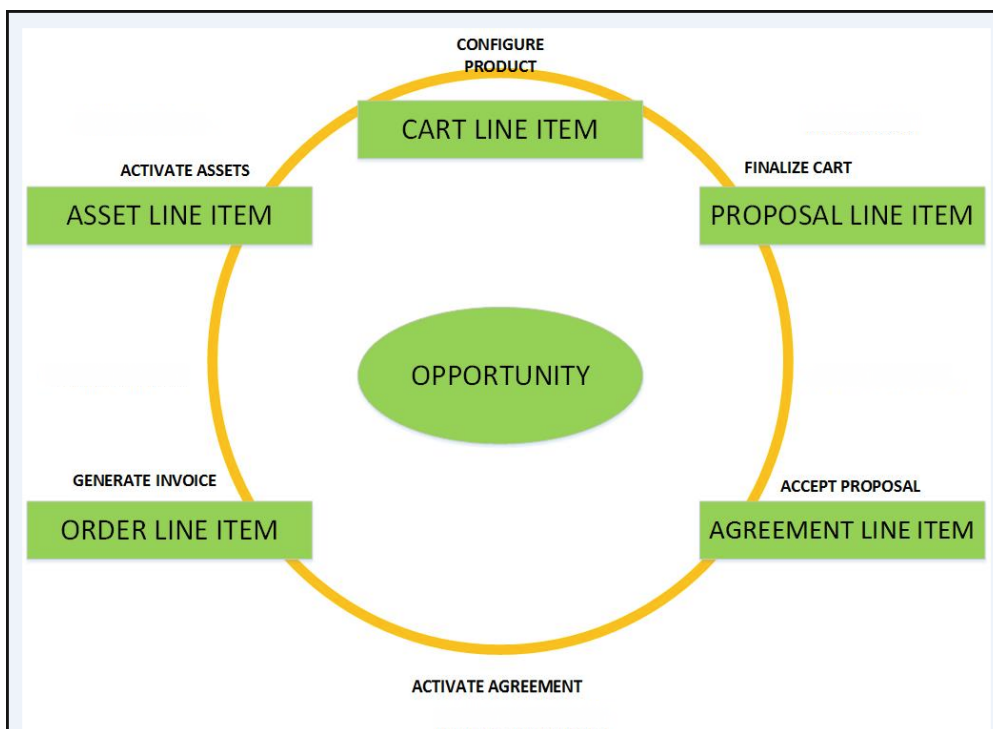 CONFIGURE
PRODUCT
CART LINE ITEM
ACTIVATE ASSETS
FINALIZE CART
ASSET LINE ITEM
PROPOSAL LINE ITEM
OPPORTUNITY
GENERATE INVOICE
ACCEPT PROPOSAL
ORDER LINE ITEM
AGREEMENT LINE ITEM
ACTIVATE AGREEMENT